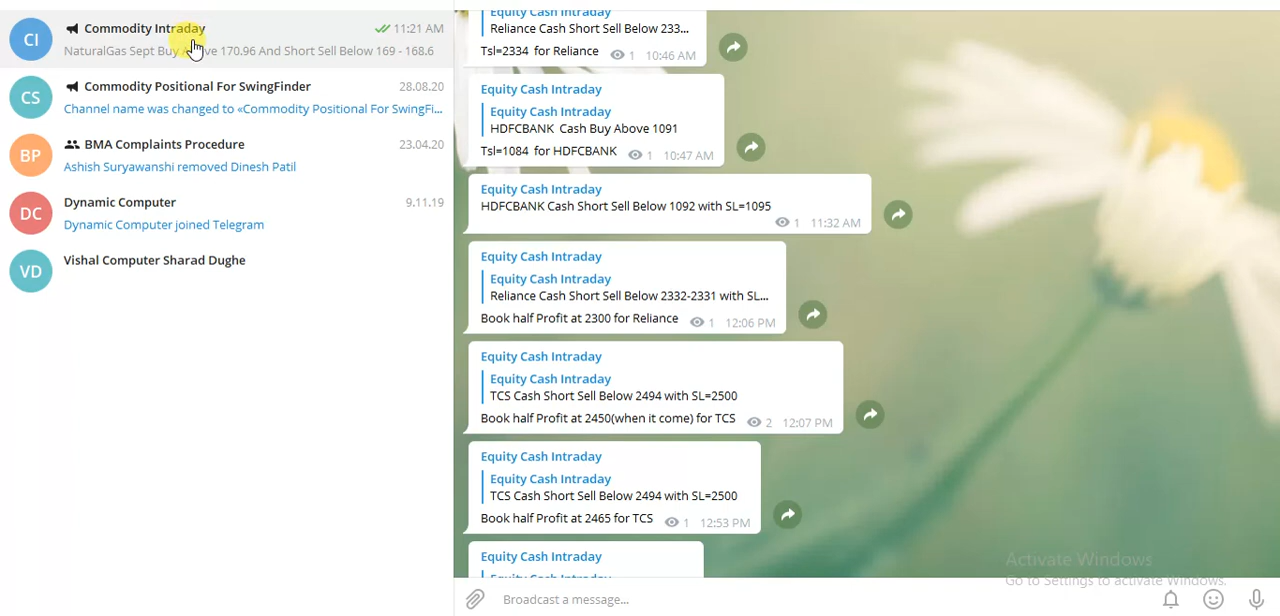 CI
Commodity Intraday
11:21 AM
NaturalGas Sept Buy Above 170.96 And Short Sell Below 169 - 168.6
CS
Commodity Positional For SwingFinder
28.08.20
Channel name was changed to «Commodity Positional For SwingFi...
BP
BMA Complaints Procedure
23.04.20
Ashish Suryawanshi removed Dinesh Patil
DC
Dynamic Computer
9.11.19
Dynamic Computer joined Telegram
VD
Vishal Computer Sharad Dughe
Equity Cash Intraday
Reliance Cash Short Sell Below 233...
Tsl=2334 for Reliance 1 10:46 AM
Equity Cash Intraday
Equity Cash Intraday
HDFCBANK Cash Buy Above 1091
Tsl=1084 for HDFCBANK 1 10:47 AM
Equity Cash Intraday
HDFCBANK Cash Short Sell Below 1092 with SL=1095
1 11:32 AM
Equity Cash Intraday
Equity Cash Intraday
Reliance Cash Short Sell Below 2332-2331 with SL...
Book half Profit at 2300 for Reliance 1 12:06 PM
Equity Cash Intraday
Equity Cash Intraday
TCS Cash Short Sell Below 2494 with SL=2500
Book half Profit at 2450(when it come) for TCS 2 12:07 PM
Equity Cash Intraday
Equity Cash Intraday
TCS Cash Short Sell Below 2494 with SL=2500
Book half Profit at 2465 for TCS 1 12:53 PM
Equity Cash Intraday
Equity Cash Intraday
Activate Windows
Go to Settings to activate Windows.
Broadcast a message...